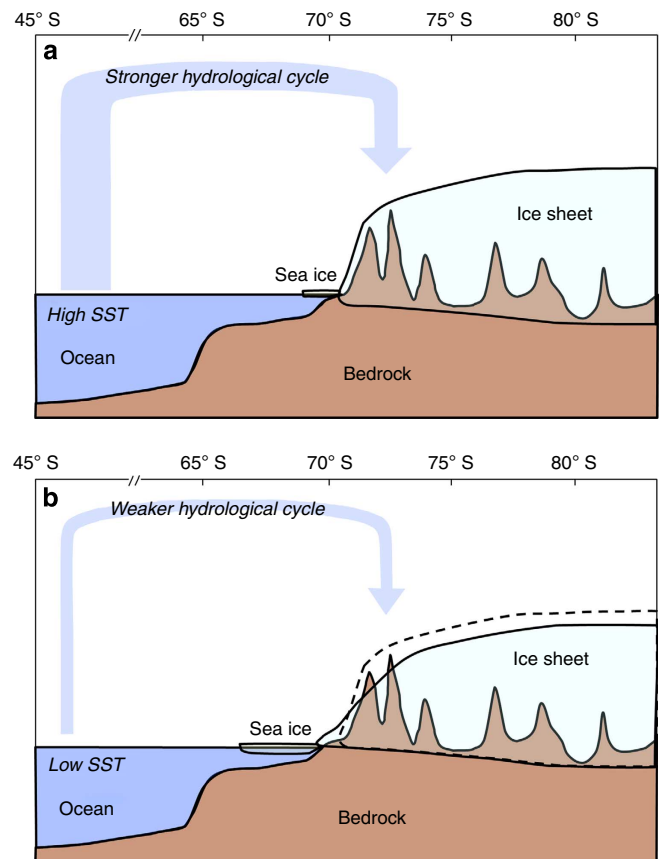 45° S 65° S 70° S 75° S 80° S
a
Stronger hydrological cycle
Ice sheet
Sea ice
High SST
Ocean
Bedrock
45° S 65° S 70° S 75° S 80° S
b
Weaker hydrological cycle
Ice sheet
Sea ice
Low SST
Ocean
Bedrock